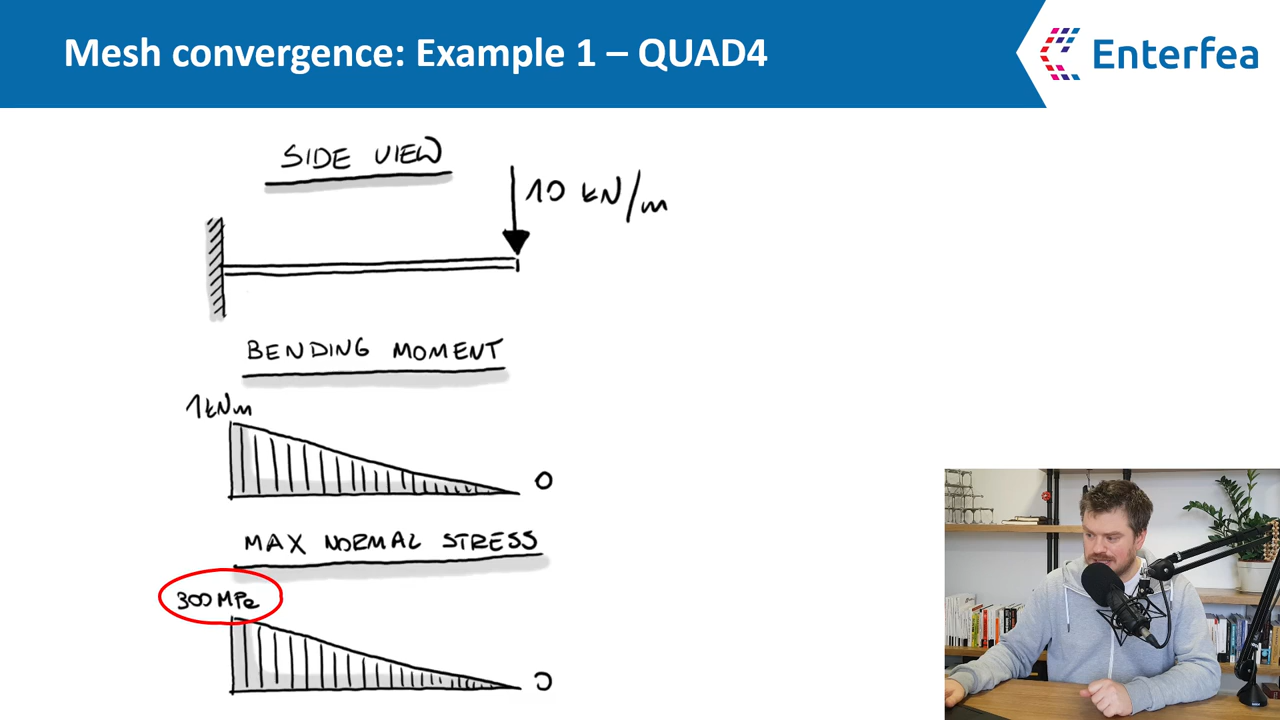 Mesh convergence: Example 1 – QUAD4
Enterfea
SIDE VIEW
10 kN/m
BENDING MOMENT
1kNm
0
MAX NORMAL STRESS
300 MPa
0